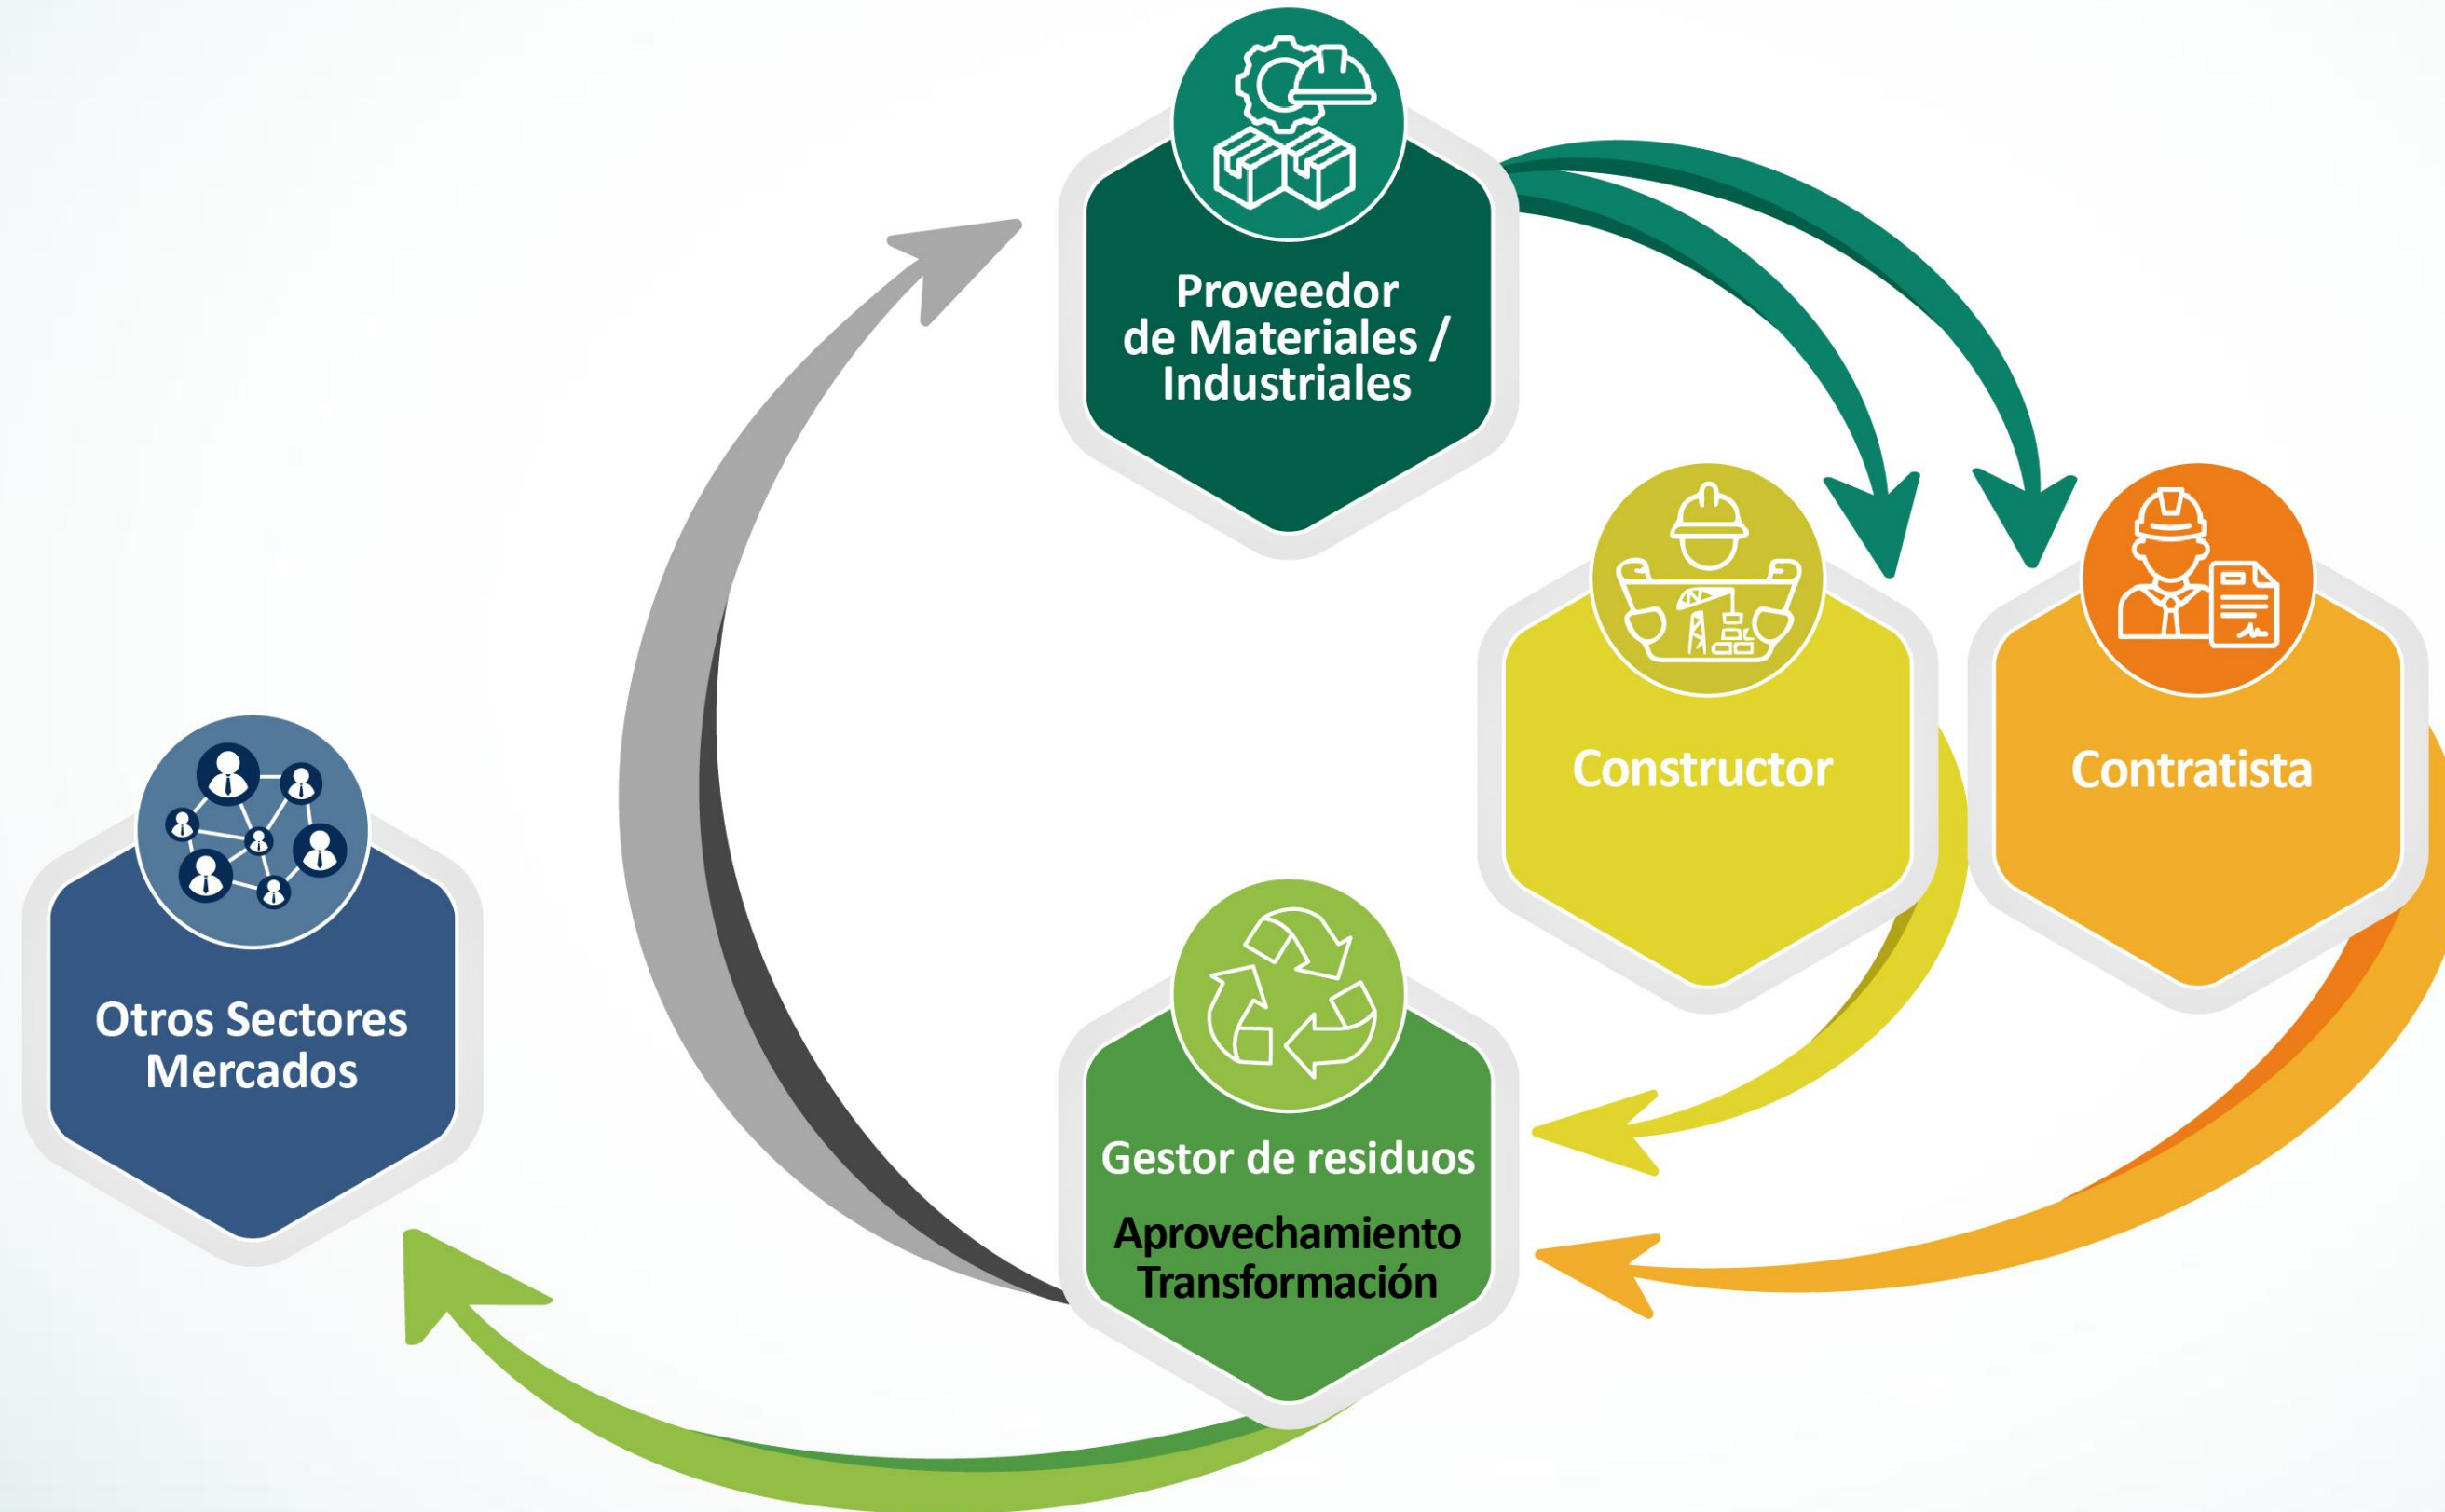 Proveedor
de Materiales /
Industriales
Constructor
Contratista
Otros Sectores
Mercados
Gestor de residuos
Aprovechamiento
Transformación